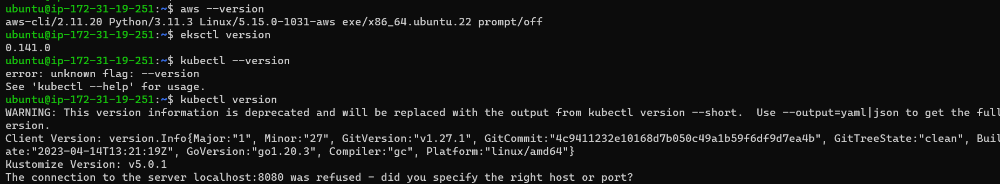 ubuntu@ip-172-31-19-251:~$ aws --version
aws-cli/2.11.20 Python/3.11.3 Linux/5.15.0-1031-aws exe/x86_64.ubuntu.22 prompt/off
ubuntu@ip-172-31-19-251:~$ eksctl version
0.141.0
ubuntu@ip-172-31-19-251:~$ kubectl --version
error: unknown flag: --version
See 'kubectl --help' for usage.
ubuntu@ip-172-31-19-251:~$ kubectl version
WARNING: This version information is deprecated and will be replaced with the output from kubectl version --short.  Use --output=yaml|json to get the full
ersion.
Client Version: version.Info{Major:"1", Minor:"27", GitVersion:"v1.27.1", GitCommit:"4c9411232e10168d7b050c49a1b59f6df9d7ea4b", GitTreeState:"clean", Buil
ate:"2023-04-14T13:21:19Z", GoVersion:"go1.20.3", Compiler:"gc", Platform:"linux/amd64"}
Kustomize Version: v5.0.1
The connection to the server localhost:8080 was refused - did you specify the right host or port?